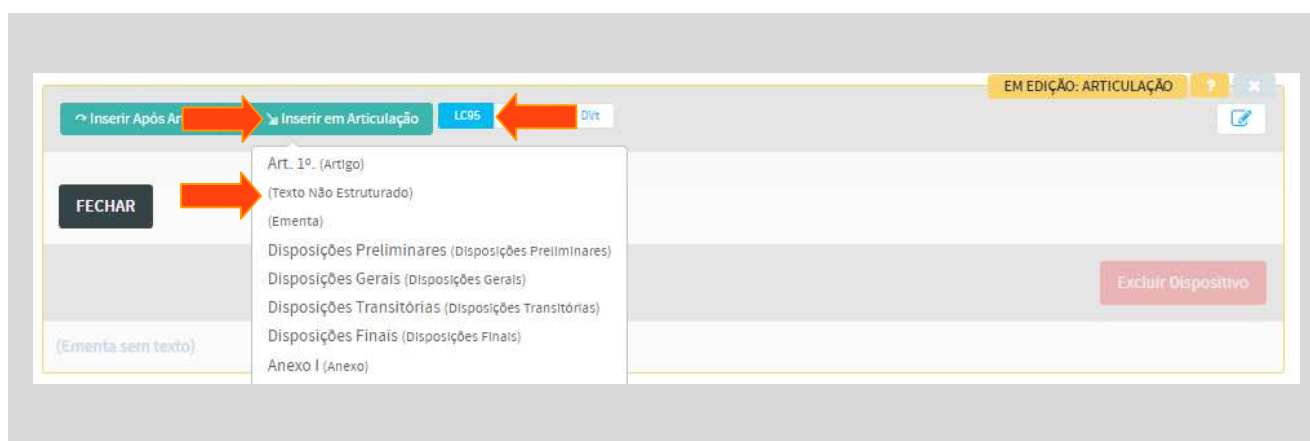 EM EDIÇÃO: ARTICULAÇÃO ? ×
Inserir Após Ar Inserir em Articulação LC95 DVt
Art. 1º. (Artigo)
(Texto Não Estruturado)
FECHAR
(Ementa)
Disposições Preliminares (Disposições Preliminares)
Disposições Gerais (Disposições Gerais)
Excluir Dispositivo
Disposições Transitórias (Disposições Transitórias)
Disposições Finais (Disposições Finais)
(Ementa sem texto)
Anexo I (Anexo)